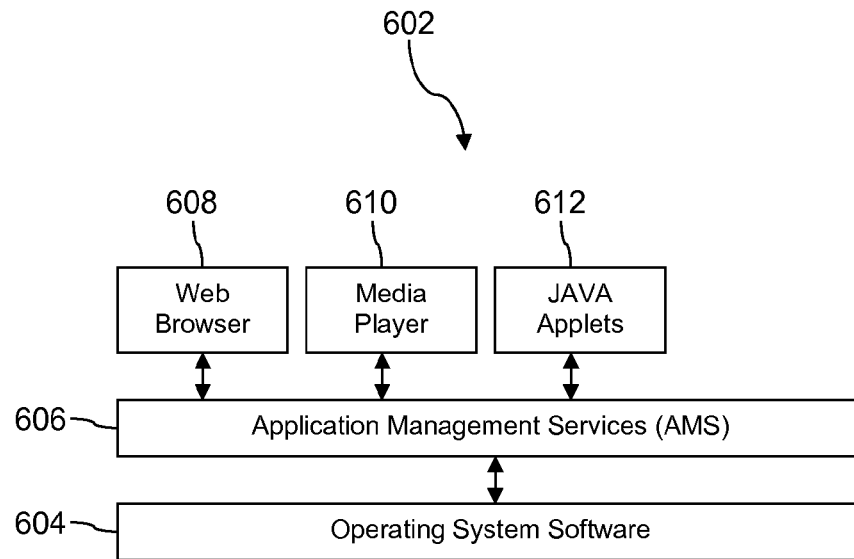 602
608
610
612
Web
Browser
Media
Player
JAVA
Applets
606
Application Management Services (AMS)
604
Operating System Software